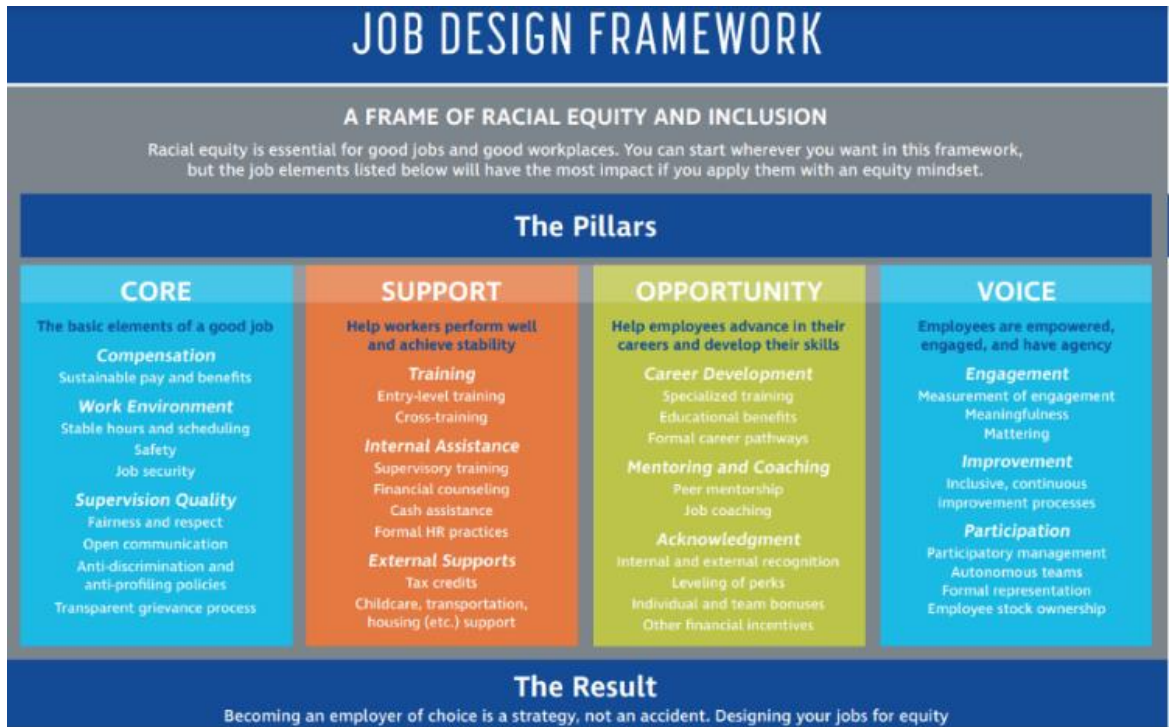 JOB DESIGN FRAMEWORK
A FRAME OF RACIAL EQUITY AND INCLUSION
Racial equity is essential for good jobs and good workplaces. You can start wherever you want in this framework,
but the job elements listed below will have the most impact if you apply them with an equity mindset.
The Pillars
CORE
The basic elements of a good job
Compensation
Sustainable pay and benefits
Work Environment
Stable hours and scheduling
Safety
Job security
Supervision Quality
Fairness and respect
Open communication
Anti-discrimination and
anti-profiling policies
Transparent grievance process
SUPPORT
Help workers perform well
and achieve stability
Training
Entry-level training
Cross-training
Internal Assistance
Supervisory training
Financial counseling
Cash assistance
Formal HR practices
External Supports
Tax credits
Childcare, transportation,
housing (etc.) support
OPPORTUNITY
Help employees advance in their
careers and develop their skills
Career Development
Specialized training
Educational benefits
Formal career pathways
Mentoring and Coaching
Peer mentorship
Job coaching
Acknowledgment
Internal and external recognition
Leveling of perks
Individual and team bonuses
Other financial incentives
VOICE
Employees are empowered,
engaged, and have agency
Engagement
Measurement of engagement
Meaningfulness
Mattering
Improvement
Inclusive, continuous
improvement processes
Participation
Participatory management
Autonomous teams
Formal representation
Employee stock ownership
The Result
Becoming an employer of choice is a strategy, not an accident. Designing your jobs for equity